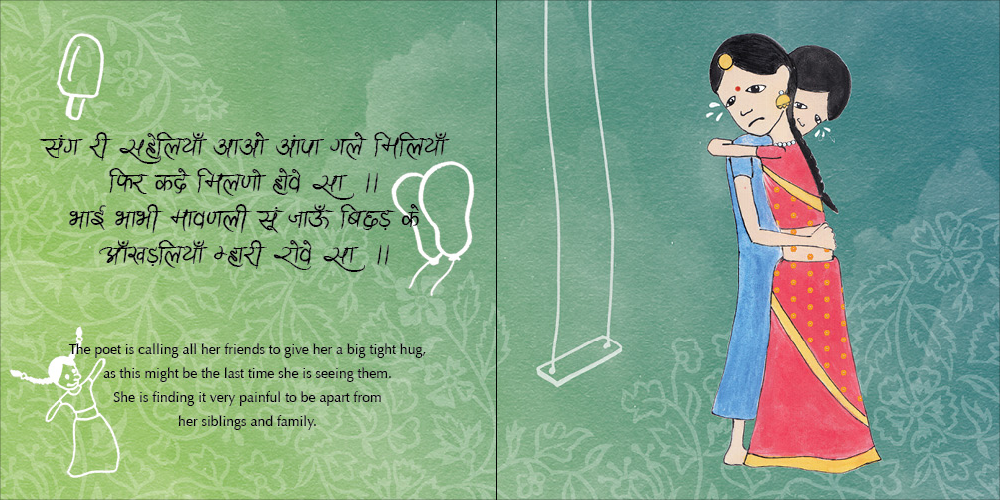 संग री सहेलियाँ आओ आंपा गले मिलियाँ
फिर कद्रे मिलणो होवे सा ।।
भाई भाभी मावणली सूं जाऊँ बिछड़ के
आँखड़लियाँ म्हारी रोवे सा ।।
The poet is calling all her friends to give her a big tight hug,
as this might be the last time she is seeing them.
She is finding it very painful to be apart from
her siblings and family.